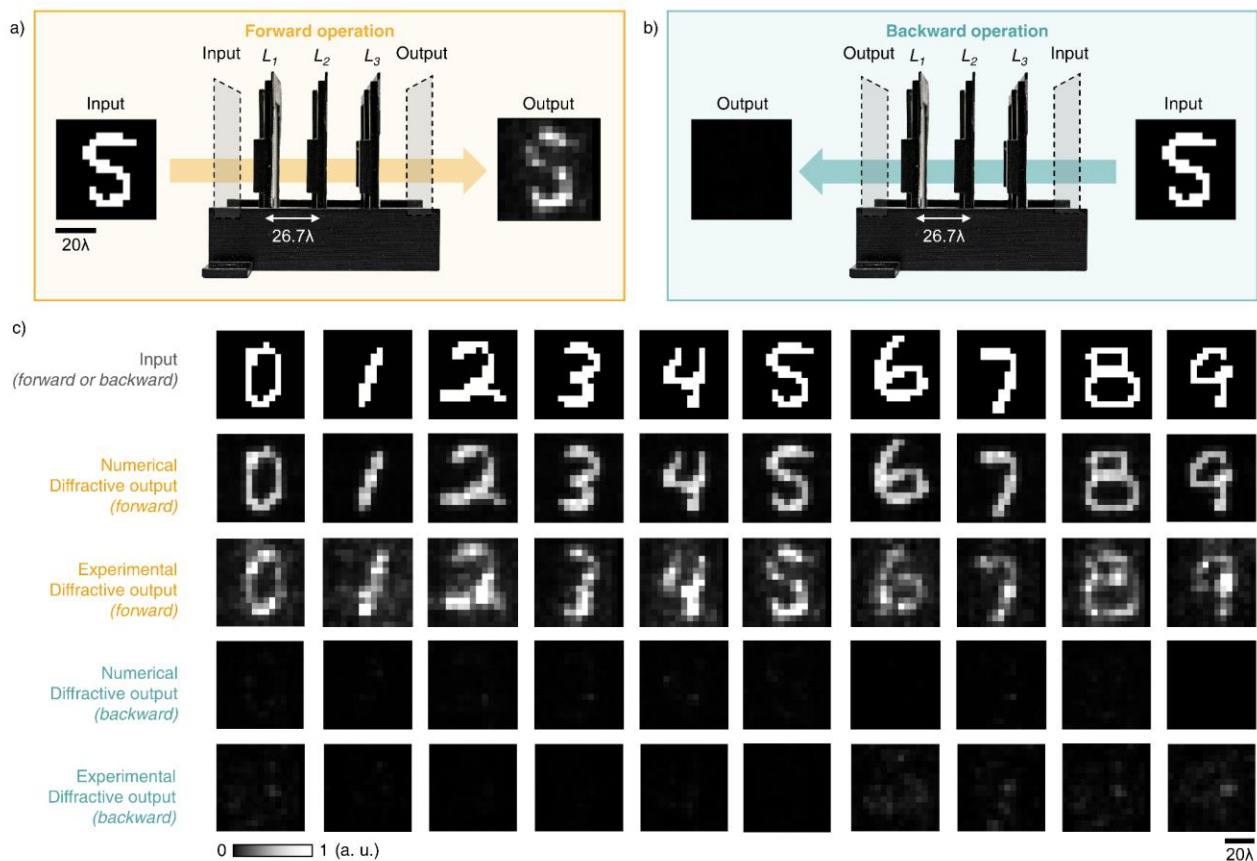 a)
Forward operation
Input
L1
L2
L3
Output
Input
Output
20λ
26.7λ
b)
Backward operation
Output
L1
L2
L3
Input
Output
Input
26.7λ
c)
Input
(forward or backward)
Numerical
Diffractive output
(forward)
Experimental
Diffractive output
(forward)
Numerical
Diffractive output
(backward)
Experimental
Diffractive output
(backward)
0 1 (a. u.)
20λ